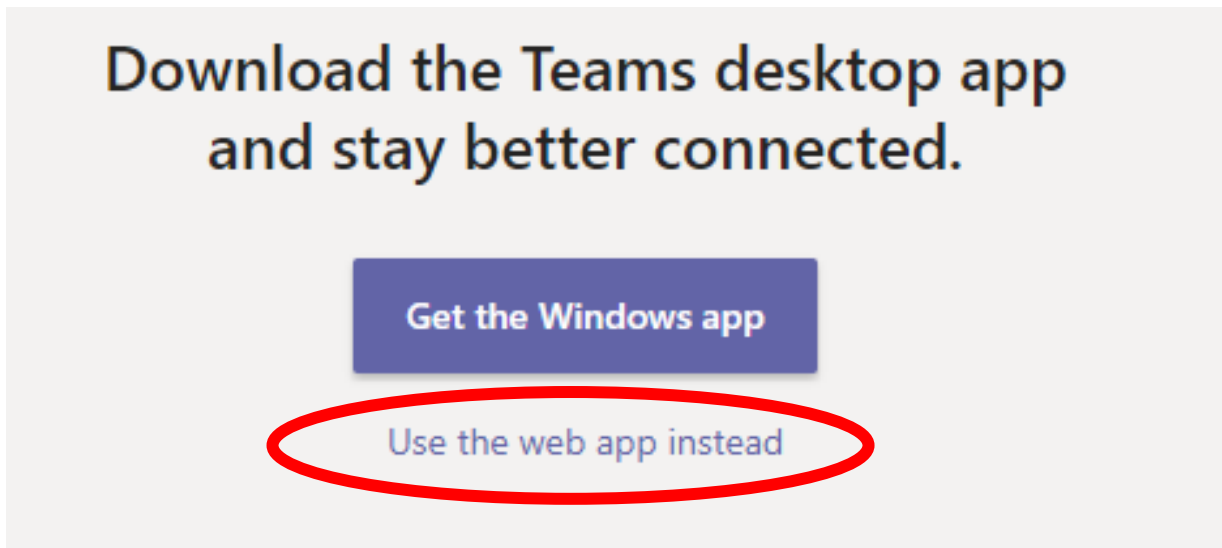 Download the Teams desktop app
and stay better connected.
Get the Windows app
Use the web app instead